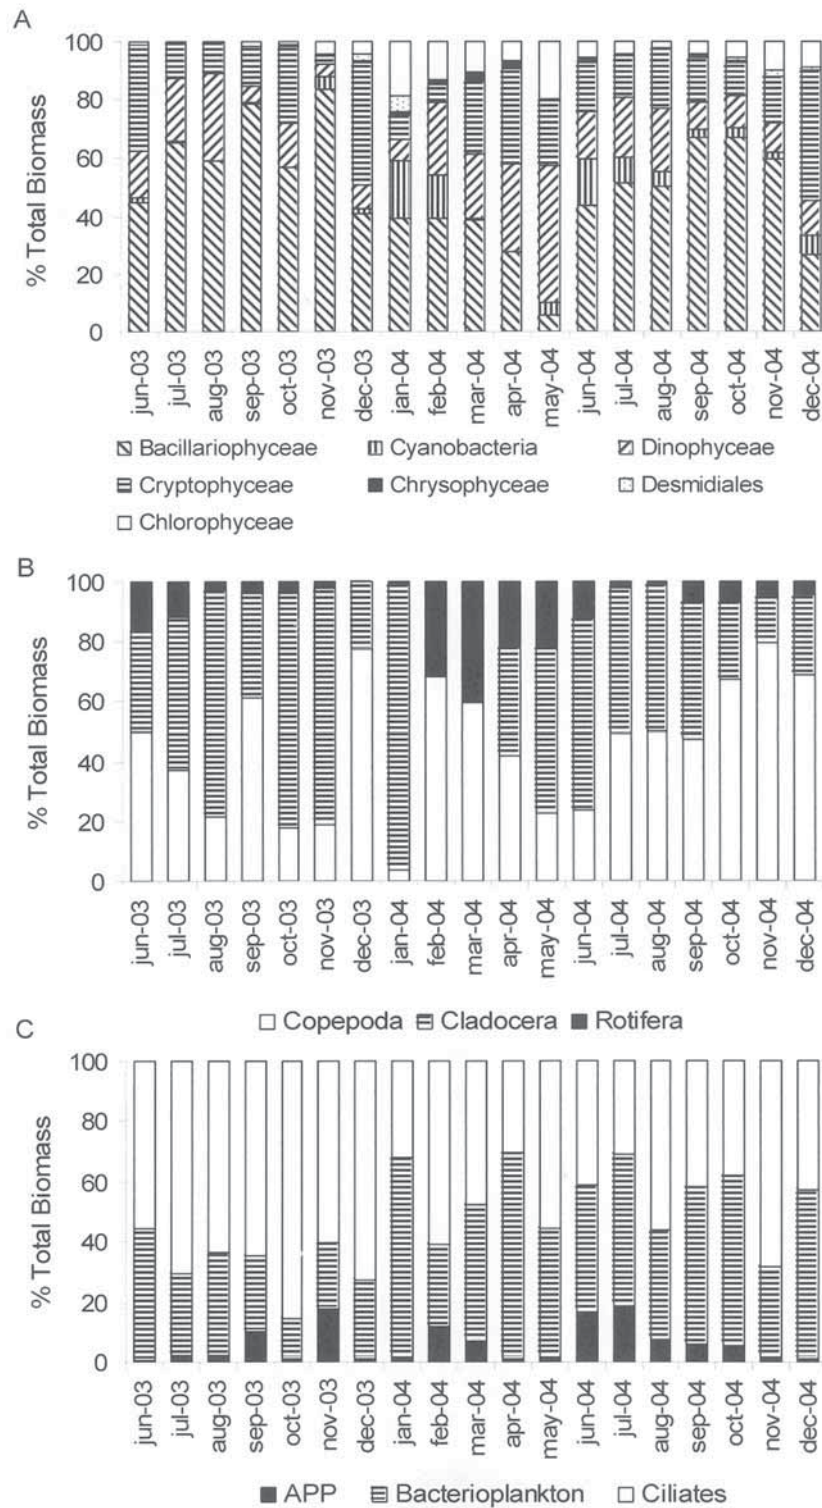 A
% Total Biomass
100
80
60
40
20
0
jun-03
jul-03
aug-03
sep-03
oct-03
nov-03
dec-03
jan-04
feb-04
mar-04
apr-04
may-04
jun-04
jul-04
aug-04
sep-04
oct-04
nov-04
dec-04
Bacillariophyceae Cyanobacteria Dinophyceae
Cryptophyceae Chrysophyceae Desmidiales
Chlorophyceae
B
% Total Biomass
100
80
60
40
20
0
jun-03
jul-03
aug-03
sep-03
oct-03
nov-03
dec-03
jan-04
feb-04
mar-04
apr-04
may-04
jun-04
jul-04
aug-04
sep-04
oct-04
nov-04
dec-04
Copepoda Cladocera Rotifera
C
% Total Biomass
100
80
60
40
20
0
jun-03
jul-03
aug-03
sep-03
oct-03
nov-03
dec-03
jan-04
feb-04
mar-04
apr-04
may-04
jun-04
jul-04
aug-04
sep-04
oct-04
nov-04
dec-04
APP Bacterioplankton Ciliates